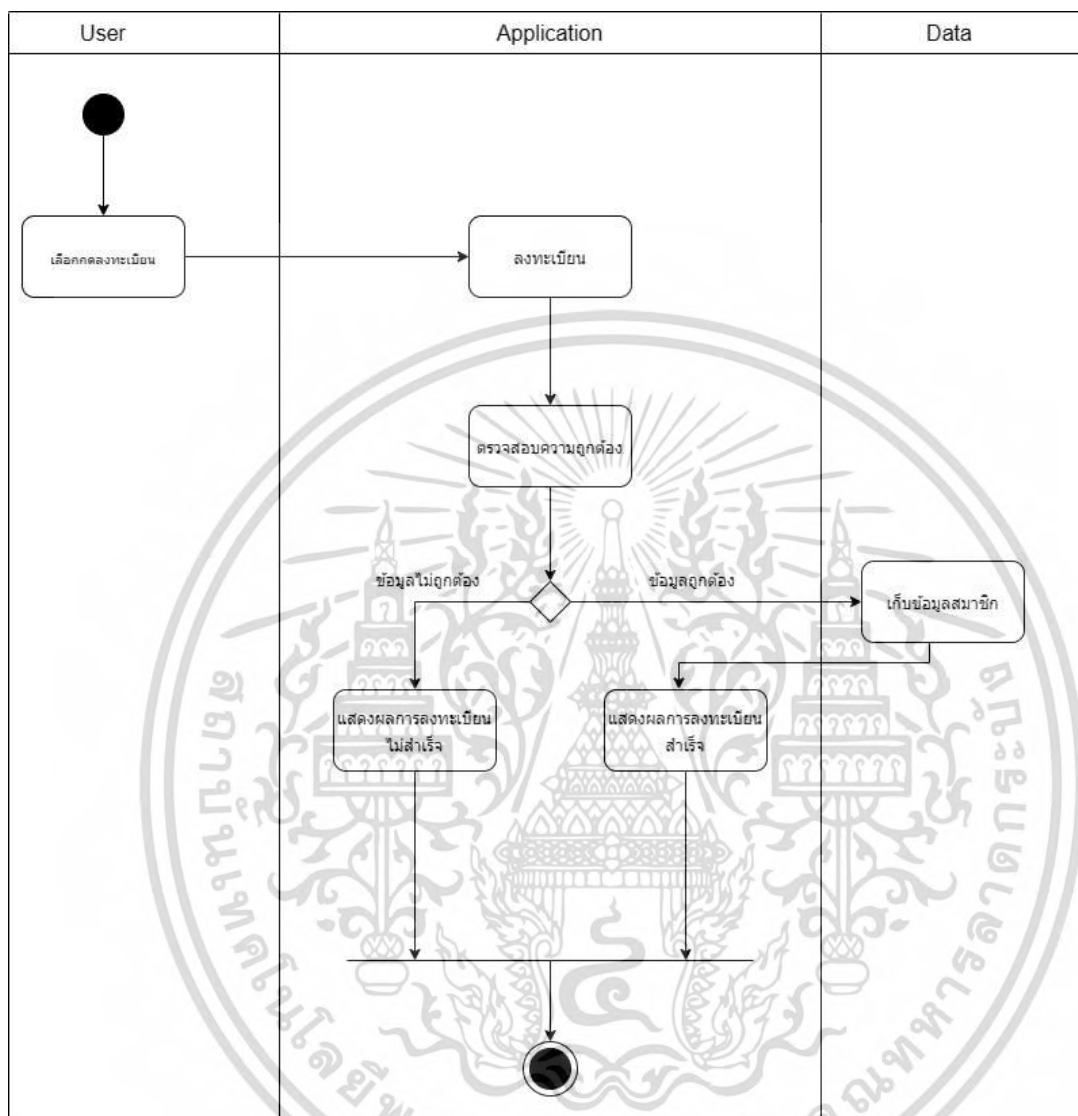 User
Application
Data
เลือกกดลงทะเบียน
ลงทะเบียน
ตรวจสอบความถูกต้อง
ข้อมูลไม่ถูกต้อง
ข้อมูลถูกต้อง
เก็บข้อมูลสมาชิก
แสดงผลการลงทะเบียน
ไม่สำเร็จ
แสดงผลการลงทะเบียน
สำเร็จ